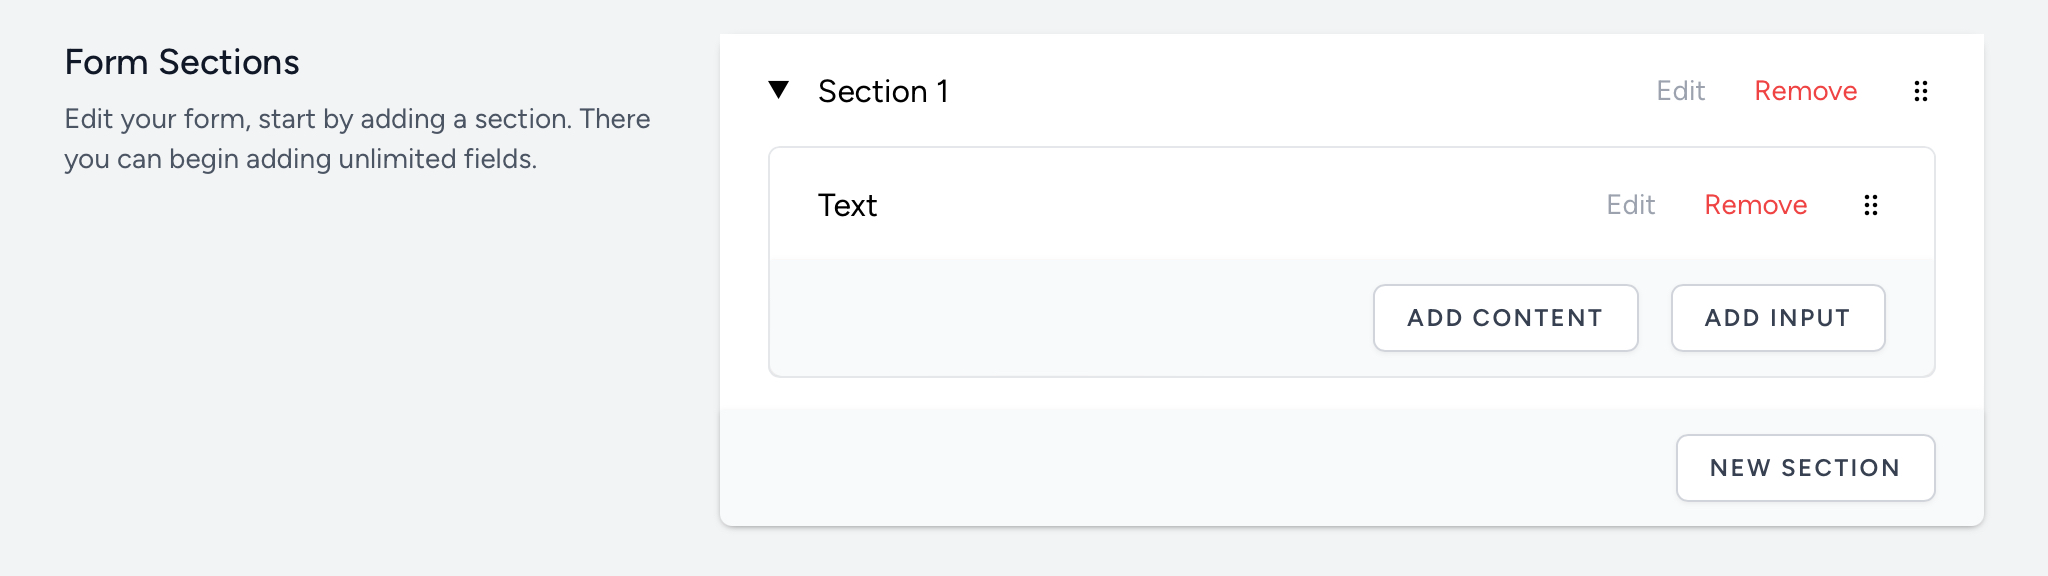 Form Sections
Edit your form, start by adding a section. There
you can begin adding unlimited fields.
Section 1 Edit Remove
Text Edit Remove
ADD CONTENT ADD INPUT
NEW SECTION